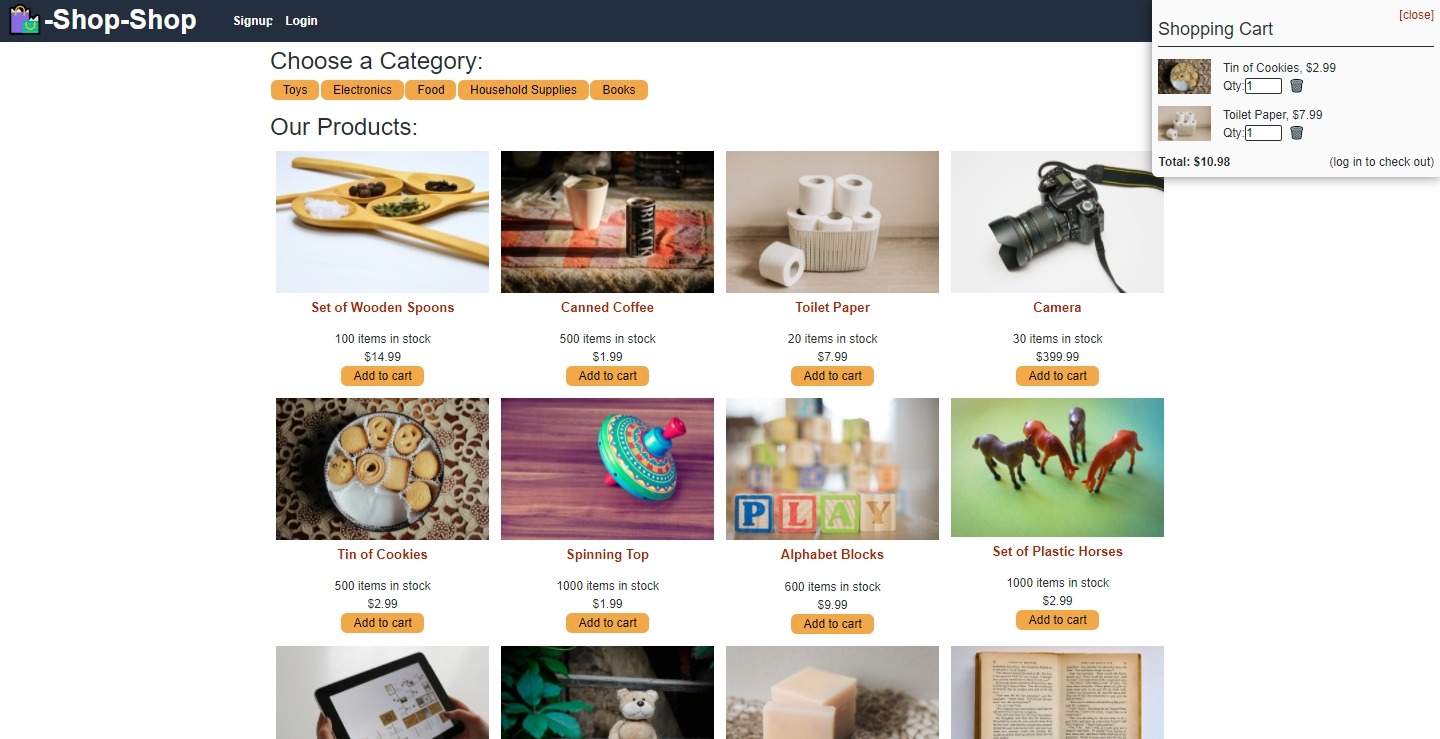 -Shop-Shop
Signup Login
[close]
Shopping Cart
Tin of Cookies, $2.99
Qty: 1
Toilet Paper, $7.99
Qty: 1
Total: $10.98 (log in to check out)
Choose a Category:
Toys Electronics Food Household Supplies Books
Our Products:
BLACK
Set of Wooden Spoons Canned Coffee Toilet Paper Camera
100 items in stock 500 items in stock 20 items in stock 30 items in stock
$14.99 $1.99 $7.99 $399.99
Add to cart Add to cart Add to cart Add to cart
PLAY
Tin of Cookies Spinning Top Alphabet Blocks Set of Plastic Horses
500 items in stock 1000 items in stock 600 items in stock 1000 items in stock
$2.99 $1.99 $9.99 $2.99
Add to cart Add to cart Add to cart Add to cart